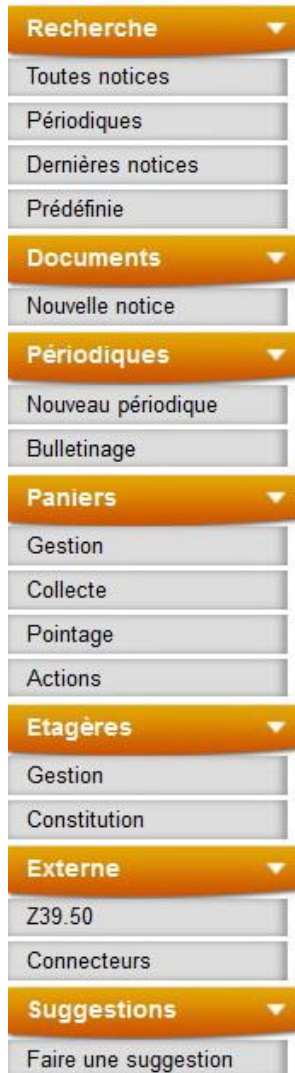 Recherche
Toutes notices
Périodiques
Dernières notices
Prédéfinie
Documents
Nouvelle notice
Périodiques
Nouveau périodique
Bulletinage
Paniers
Gestion
Collecte
Pointage
Actions
Etagères
Gestion
Constitution
Externe
Z39.50
Connecteurs
Suggestions
Faire une suggestion